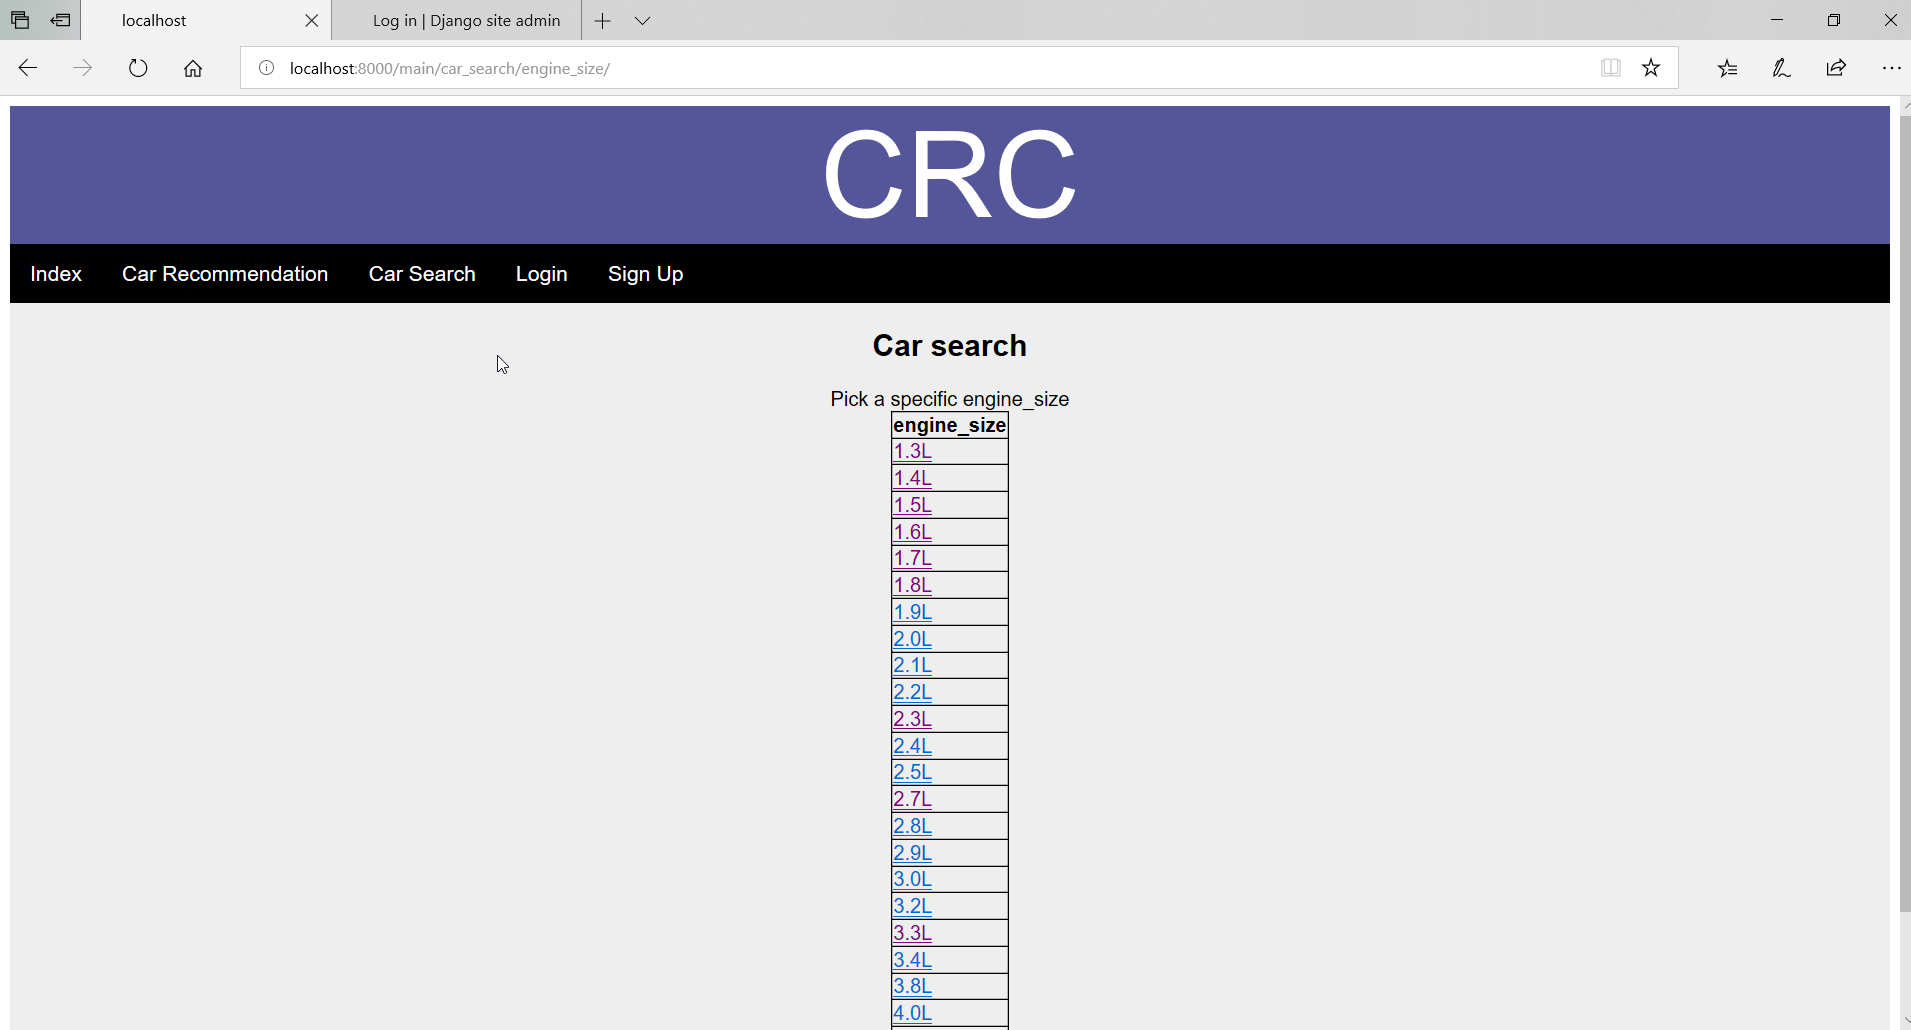 localhost
Log in | Django site admin
localhost:8000/main/car_search/engine_size/
CRC
Index Car Recommendation Car Search Login Sign Up
Car search
Pick a specific engine_size
engine_size
1.3L
1.4L
1.5L
1.6L
1.7L
1.8L
1.9L
2.0L
2.1L
2.2L
2.3L
2.4L
2.5L
2.7L
2.8L
2.9L
3.0L
3.2L
3.3L
3.4L
3.8L
4.0L